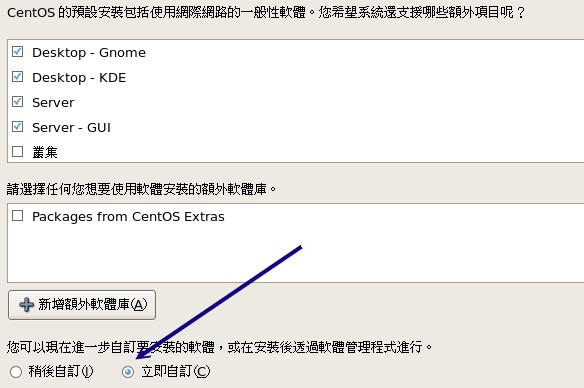 CentOS 的預設安裝包括使用網際網路的一般性軟體。您希望系統還支援哪些額外項目呢？
Desktop - Gnome
Desktop - KDE
Server
Server - GUI
叢集
請選擇任何您想要使用軟體安裝的額外軟體庫。
Packages from CentOS Extras
新增額外軟體庫(A)
您可以現在進一步自訂要安裝的軟體，或在安裝後透過軟體管理程式進行。
稍後自訂(l)
立即自訂(C)